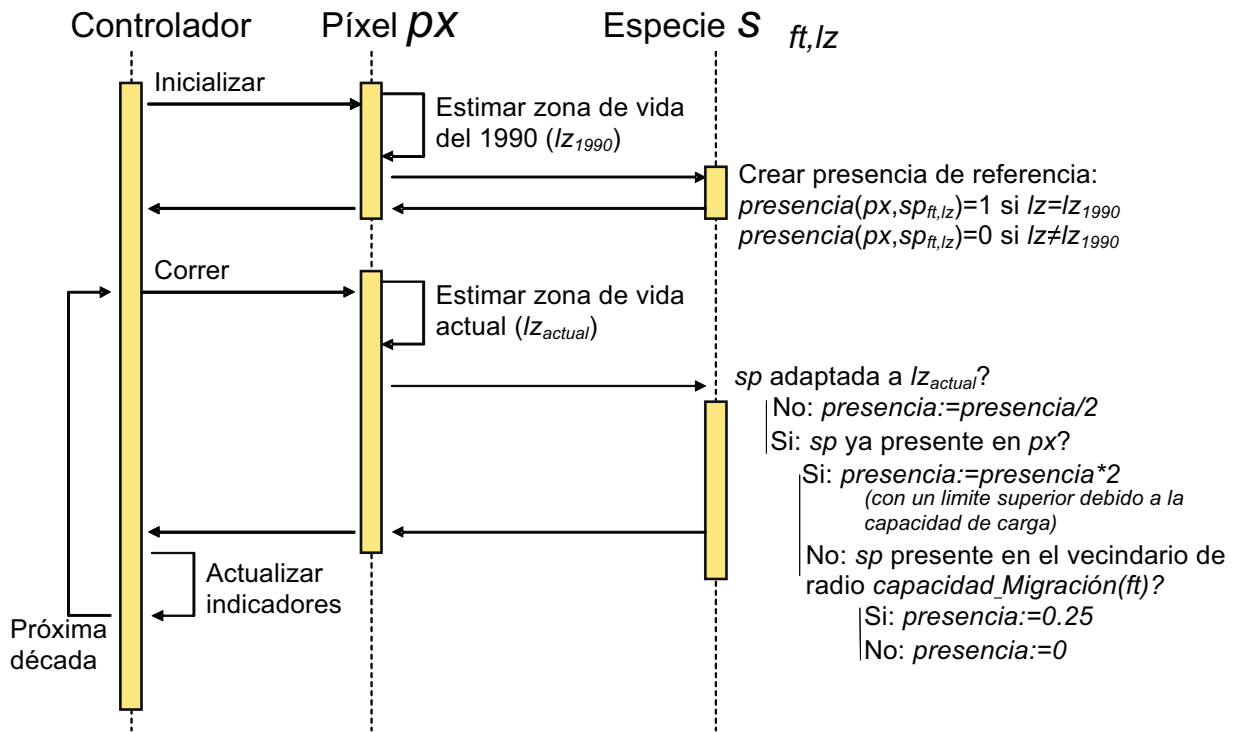 Controlador
Píxel px
Especie s ft,lz
Inicializar
Estimar zona de vida
del 1990 (lz1990)
Crear presencia de referencia:
presencia(px,spft,lz)=1 si lz=lz1990
presencia(px,spft,lz)=0 si lz≠lz1990
Correr
Estimar zona de vida
actual (lzactual)
sp adaptada a lzactual?
No: presencia:=presencia/2
Si: sp ya presente en px?
Si: presencia:=presencia*2
(con un limite superior debido a la
capacidad de carga)
No: sp presente en el vecindario de
radio capacidad_Migración(ft)?
Si: presencia:=0.25
No: presencia:=0
Actualizar
indicadores
Próxima
década